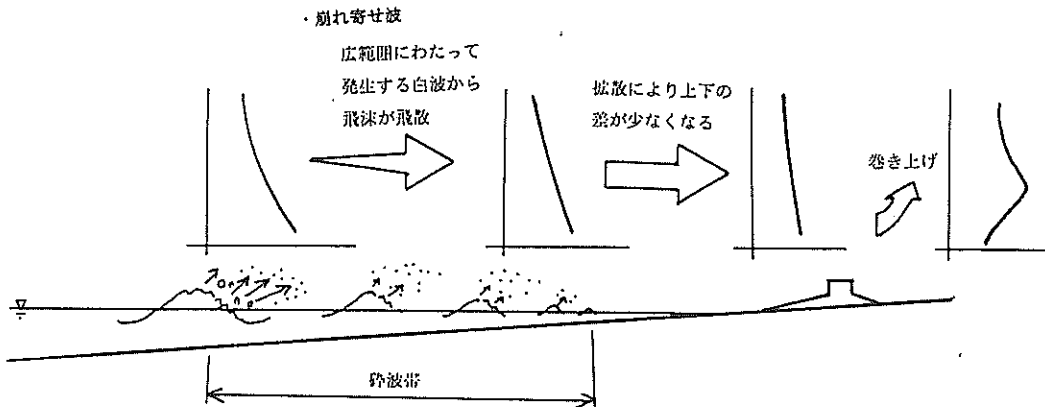 ・崩れ寄せ波
広範囲にわたって
発生する白波から
飛沫が飛散
拡散により上下の
差が少なくなる
巻き上げ
砕波帯